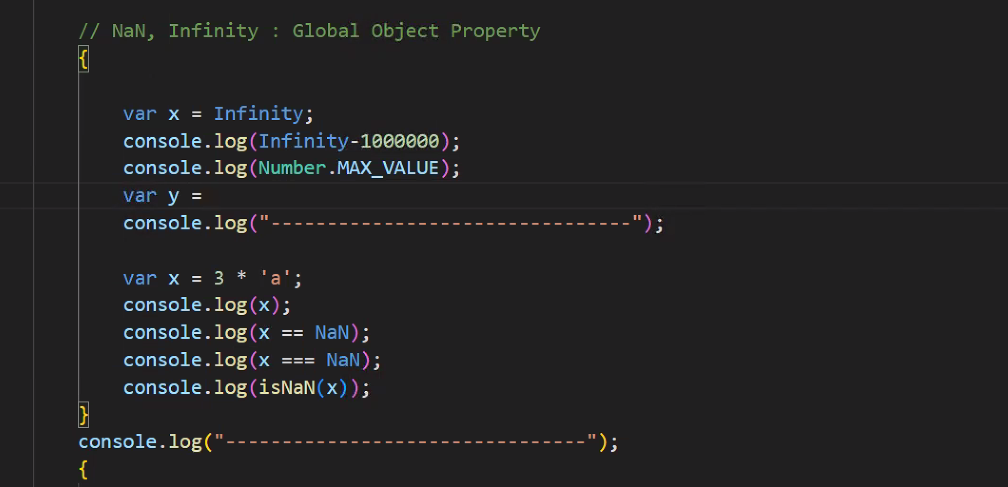 // NaN, Infinity : Global Object Property
{
var x = Infinity;
console.log(Infinity-1000000);
console.log(Number.MAX_VALUE);
var y =
console.log("--------------------------------");
var x = 3 * 'a';
console.log(x);
console.log(x == NaN);
console.log(x === NaN);
console.log(isNaN(x));
}
console.log("--------------------------------");
{